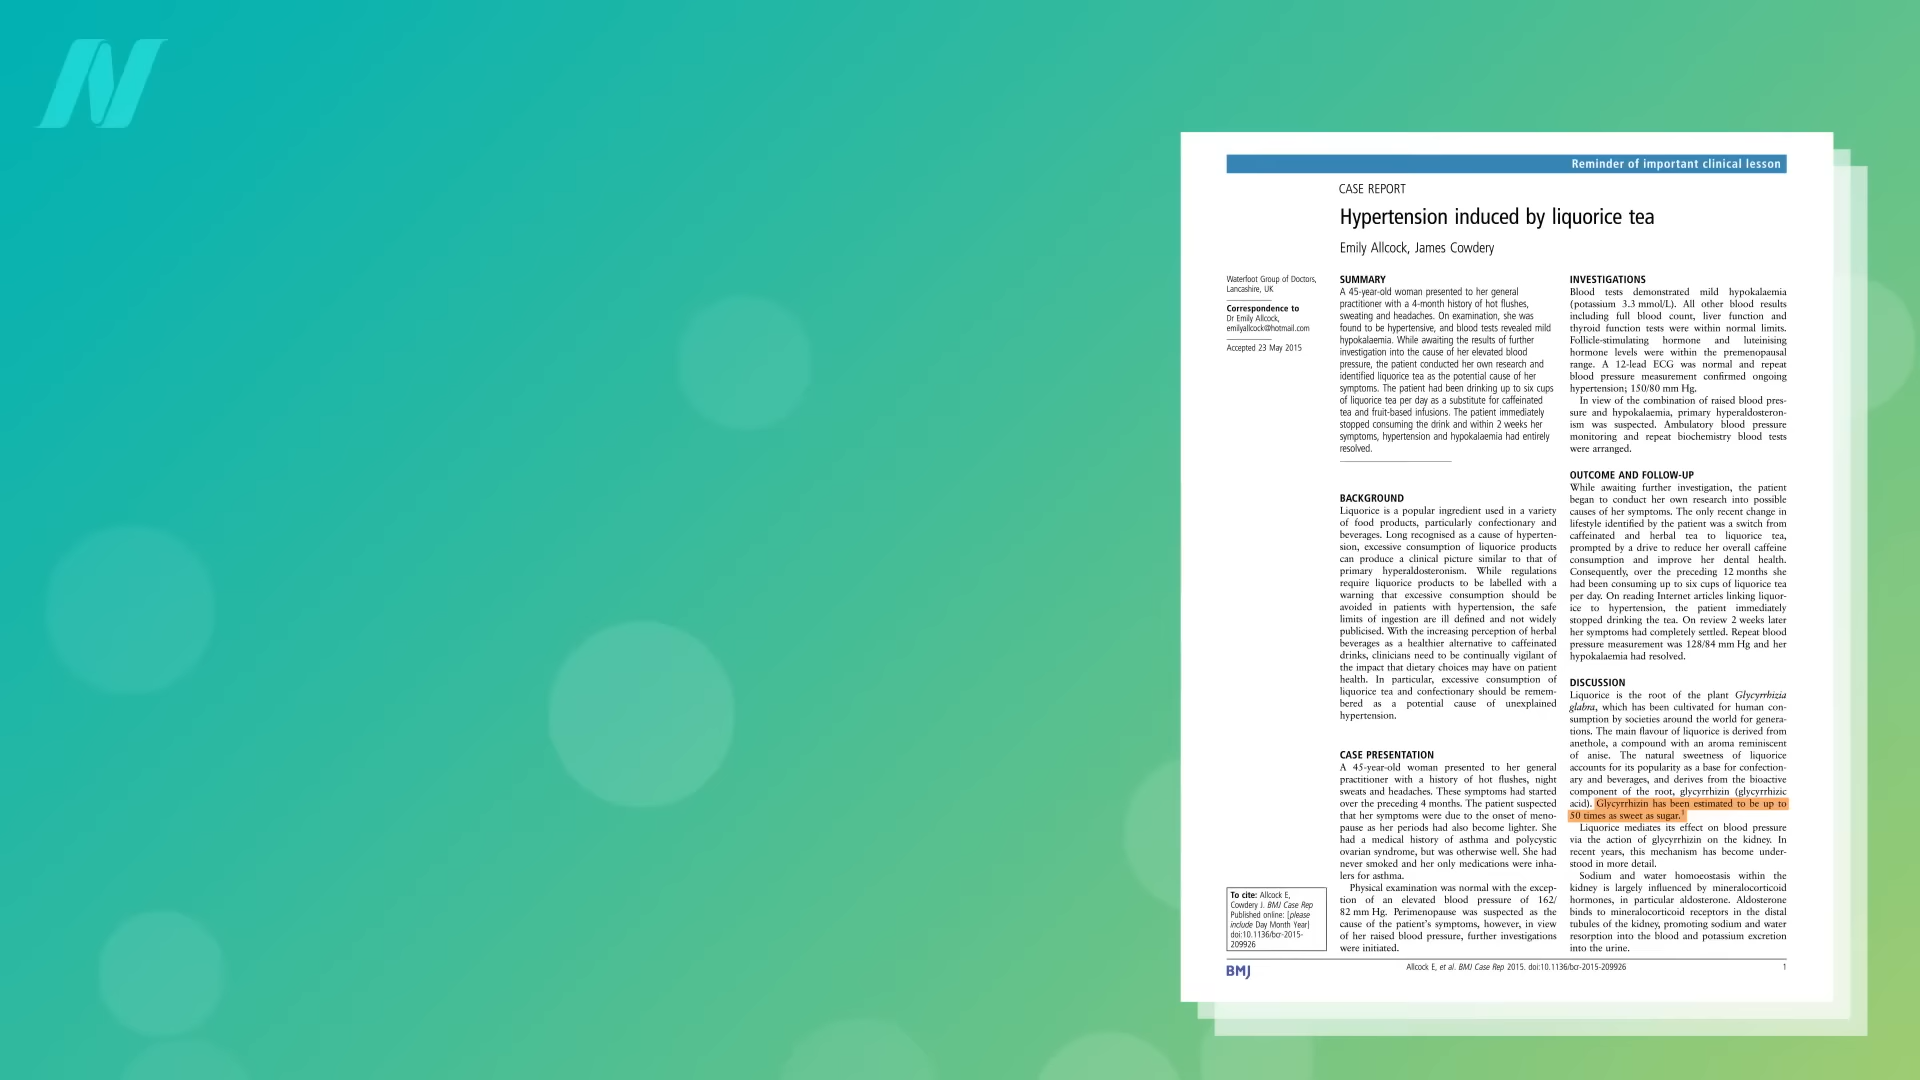 Reminder of important clinical lesson
CASE REPORT
Hypertension induced by liquorice tea
Emily Allcock, James Cowdery
Waterfoot Group of Doctors,
Lancashire, UK
Correspondence to
Dr Emily Allcock,
emilyallcock@hotmail.com
Accepted 23 May 2015
To cite: Allcock E,
Cowdery J. BMJ Case Rep
Published online: [please
include Day Month Year]
doi:10.1136/bcr-2015-
209926
SUMMARY
A 45-year-old woman presented to her general
practitioner with a 4-month history of hot flushes,
sweating and headaches. On examination, she was
found to be hypertensive, and blood tests revealed mild
hypokalaemia. While awaiting the results of further
investigation into the cause of her elevated blood
pressure, the patient conducted her own research and
identified liquorice tea as the potential cause of her
symptoms. The patient had been drinking up to six cups
of liquorice tea per day as a substitute for caffeinated
tea and fruit-based infusions. The patient immediately
stopped consuming the drink and within 2 weeks her
symptoms, hypertension and hypokalaemia had entirely
resolved.
BACKGROUND
Liquorice is a popular ingredient used in a variety
of food products, particularly confectionary and
beverages. Long recognised as a cause of hyperten-
sion, excessive consumption of liquorice products
can produce a clinical picture similar to that of
primary hyperaldosteronism. While regulations
require liquorice products to be labelled with a
warning that excessive consumption should be
avoided in patients with hypertension, the safe
limits of ingestion are ill defined and not widely
publicised. With the increasing perception of herbal
beverages as a healthier alternative to caffeinated
drinks, clinicians need to be continually vigilant of
the impact that dietary choices may have on patient
health. In particular, excessive consumption of
liquorice tea and confectionary should be remem-
bered as a potential cause of unexplained
hypertension.
CASE PRESENTATION
A 45-year-old woman presented to her general
practitioner with a history of hot flushes, night
sweats and headaches. These symptoms had started
over the preceding 4 months. The patient suspected
that her symptoms were due to the onset of meno-
pause as her periods had also become lighter. She
had a medical history of asthma and polycystic
ovarian syndrome, but was otherwise well. She had
never smoked and her only medications were inha-
lers for asthma.
Physical examination was normal with the excep-
tion of an elevated blood pressure of 162/
82 mm Hg. Perimenopause was suspected as the
cause of the patient's symptoms, however, in view
of her raised blood pressure, further investigations
were initiated.
INVESTIGATIONS
Blood tests demonstrated mild hypokalaemia
(potassium 3.3 mmol/L). All other blood results
including full blood count, liver function and
thyroid function tests were within normal limits.
Follicle-stimulating hormone and luteinising
hormone levels were within the premenopausal
range. A 12-lead ECG was normal and repeat
blood pressure measurement confirmed ongoing
hypertension; 150/80 mm Hg.
In view of the combination of raised blood pres-
sure and hypokalaemia, primary hyperaldosteron-
ism was suspected. Ambulatory blood pressure
monitoring and repeat biochemistry blood tests
were arranged.
OUTCOME AND FOLLOW-UP
While awaiting further investigation, the patient
began to conduct her own research into possible
causes of her symptoms. The only recent change in
lifestyle identified by the patient was a switch from
caffeinated and herbal tea to liquorice tea,
prompted by a drive to reduce her overall caffeine
consumption and improve her dental health.
Consequently, over the preceding 12 months she
had been consuming up to six cups of liquorice tea
per day. On reading Internet articles linking liquor-
ice to hypertension, the patient immediately
stopped drinking the tea. On review 2 weeks later
her symptoms had completely settled. Repeat blood
pressure measurement was 128/84 mm Hg and her
hypokalaemia had resolved.
DISCUSSION
Liquorice is the root of the plant Glycyrrhizia
glabra, which has been cultivated for human con-
sumption by societies around the world for genera-
tions. The main flavour of liquorice is derived from
anethole, a compound with an aroma reminiscent
of anise. The natural sweetness of liquorice
accounts for its popularity as a base for confection-
ary and beverages, and derives from the bioactive
component of the root, glycyrrhizin (glycyrrhizic
acid). Glycyrrhizin has been estimated to be up to
50 times as sweet as sugar.1
Liquorice mediates its effect on blood pressure
via the action of glycyrrhizin on the kidney. In
recent years, this mechanism has become under-
stood in more detail.
Sodium and water homoeostasis within the
kidney is largely influenced by mineralocorticoid
hormones, in particular aldosterone. Aldosterone
binds to mineralocorticoid receptors in the distal
tubules of the kidney, promoting sodium and water
resorption into the blood and potassium excretion
into the urine.
BMJ
Allcock E, et al. BMJ Case Rep 2015. doi:10.1136/bcr-2015-209926
1